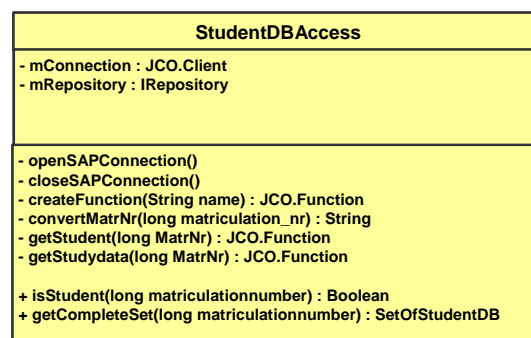 StudentDBAccess
- mConnection : JCO.Client
- mRepository : IRepository
- openSAPConnection()
- closeSAPConnection()
- createFunction(String name) : JCO.Function
- convertMatrNr(long matriculation_nr) : String
- getStudent(long MatrNr) : JCO.Function
- getStudydata(long MatrNr) : JCO.Function
+ isStudent(long matriculationnumber) : Boolean
+ getCompleteSet(long matriculationnumber) : SetOfStudentDB